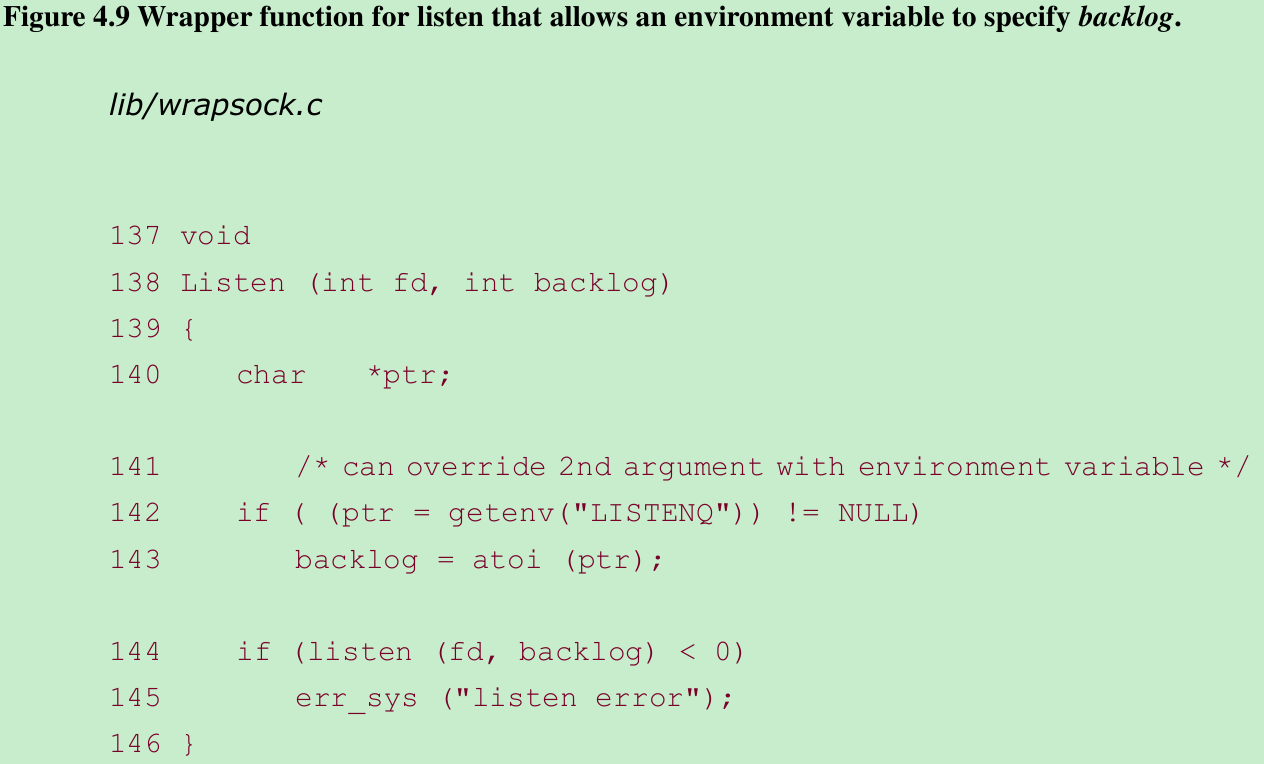 Figure 4.9 Wrapper function for listen that allows an environment variable to specify backlog.
lib/wrapsock.c
137 void
138 Listen (int fd, int backlog)
139 {
140    char   *ptr;
141       /* can override 2nd argument with environment variable */
142    if ( (ptr = getenv("LISTENQ")) != NULL)
143       backlog = atoi (ptr);
144    if (listen (fd, backlog) < 0)
145       err_sys ("listen error");
146 }